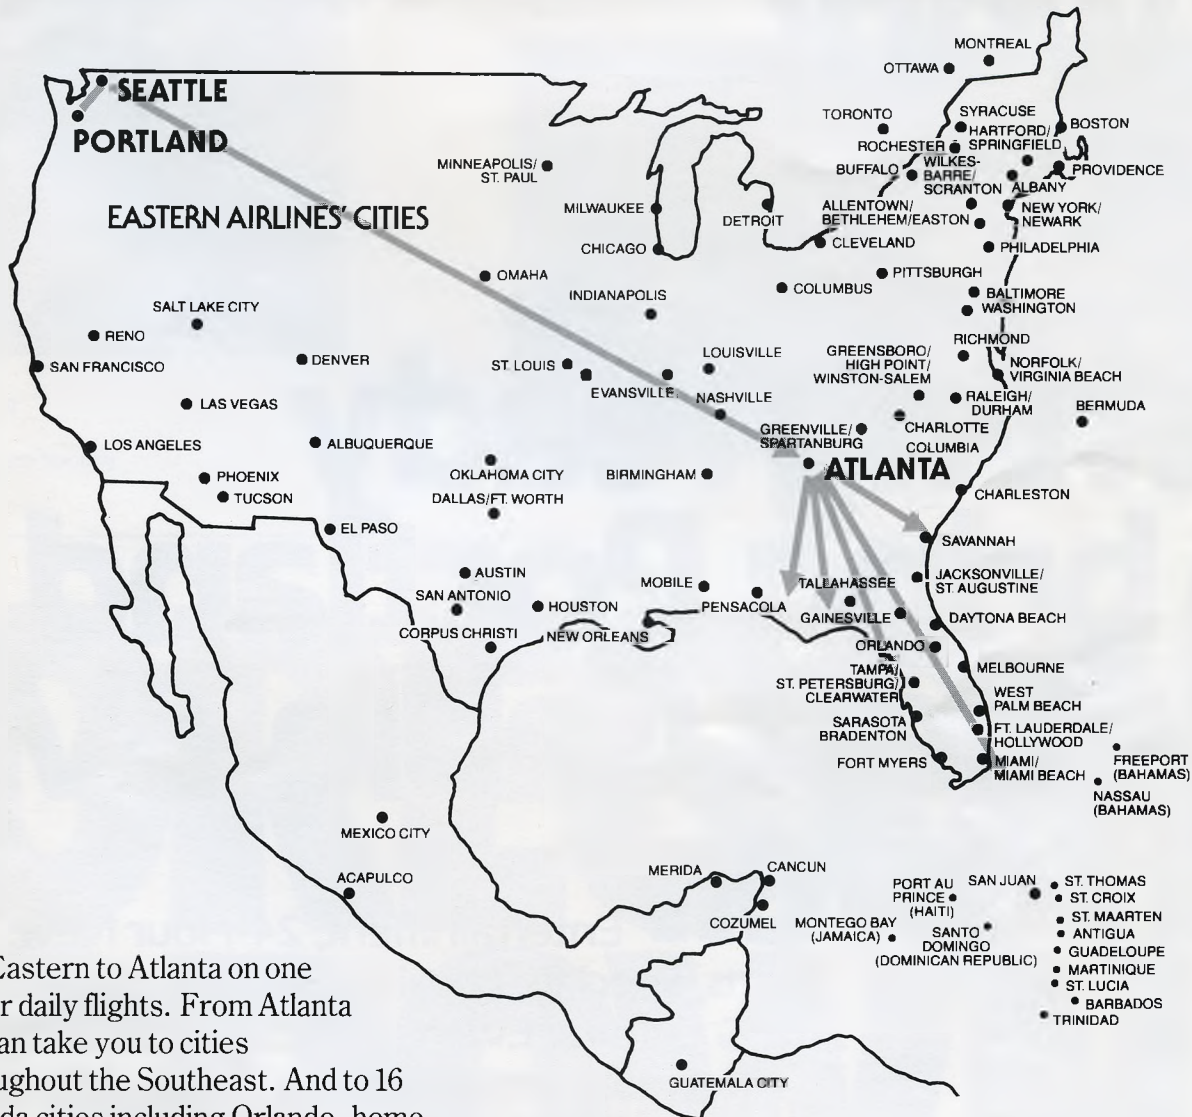 MONTREAL
OTTAWA
SEATTLE
PORTLAND
TORONTO
SYRACUSE
HARTFORD/
SPRINGFIELD
BOSTON
ROCHESTER
BUFFALO
WILKES-
BARRE/
SCRANTON
ALBANY
PROVIDENCE
MINNEAPOLIS/
ST. PAUL
EASTERN AIRLINES' CITIES
MILWAUKEE
DETROIT
ALLENTOWN/
BETHLEHEM/EASTON
NEW YORK/
NEWARK
CHICAGO
CLEVELAND
PHILADELPHIA
OMAHA
PITTSBURGH
COLUMBUS
INDIANAPOLIS
BALTIMORE
WASHINGTON
SALT LAKE CITY
RENO
RICHMOND
SAN FRANCISCO
DENVER
ST. LOUIS
LOUISVILLE
GREENSBORO/
HIGH POINT/
WINSTON-SALEM
NORFOLK/
VIRGINIA BEACH
EVANSVILLE
NASHVILLE
LAS VEGAS
RALEIGH/
DURHAM
BERMUDA
LOS ANGELES
ALBUQUERQUE
GREENVILLE/
SPARTANBURG
CHARLOTTE
COLUMBIA
OKLAHOMA CITY
BIRMINGHAM
ATLANTA
PHOENIX
TUCSON
DALLAS/FT. WORTH
CHARLESTON
EL PASO
SAVANNAH
AUSTIN
SAN ANTONIO
MOBILE
TALLAHASSEE
JACKSONVILLE/
ST. AUGUSTINE
HOUSTON
PENSACOLA
GAINESVILLE
DAYTONA BEACH
CORPUS CHRISTI
NEW ORLEANS
ORLANDO
TAMPA/
ST. PETERSBURG/
CLEARWATER
MELBOURNE
WEST
PALM BEACH
SARASOTA
BRADENTON
FT. LAUDERDALE/
HOLLYWOOD
FORT MYERS
MIAMI/
MIAMI BEACH
FREEPORT
(BAHAMAS)
NASSAU
(BAHAMAS)
MEXICO CITY
ACAPULCO
MERIDA
CANCUN
COZUMEL
PORT AU
PRINCE
(HAITI)
SAN JUAN
ST. THOMAS
ST. CROIX
ST. MAARTEN
ANTIGUA
GUADELOUPE
MARTINIQUE
ST. LUCIA
BARBADOS
TRINIDAD
MONTEGO BAY
(JAMAICA)
SANTO
DOMINGO
(DOMINICAN REPUBLIC)
GUATEMALA CITY
Eastern to Atlanta on one
daily flights. From Atlanta
take you to cities
the Southeast. And to 16
cities including Orlando, home